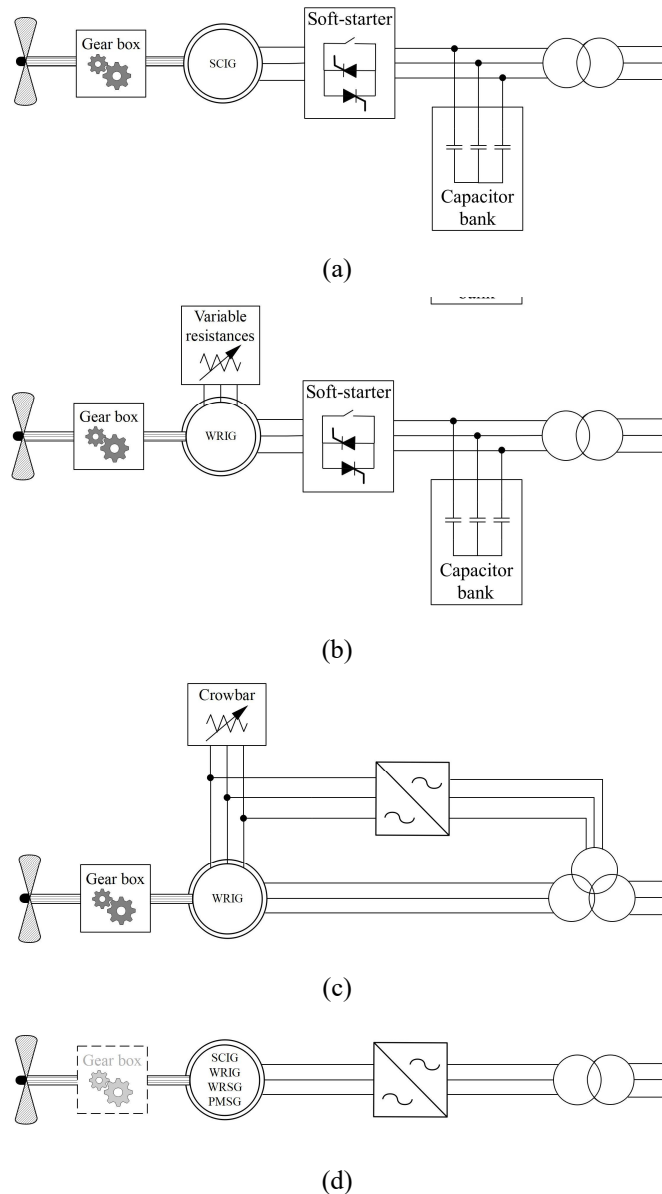 Soft-starter
Gear box
SCIG
Capacitor
bank
(a)
Variable
resistances
Soft-starter
Gear box
WRIG
Capacitor
bank
(b)
Crowbar
Gear box
WRIG
(c)
Gear box
SCIG
WRIG
WRSG
PMSG
(d)